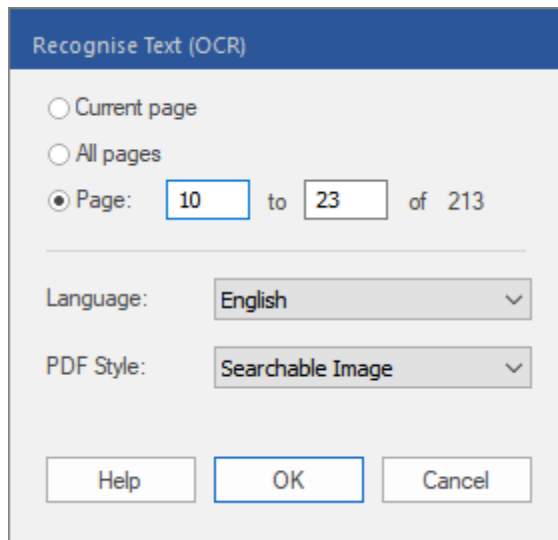 Recognise Text (OCR)
Current page
All pages
Page: 10 to 23 of 213
Language: English
PDF Style: Searchable Image
Help OK Cancel